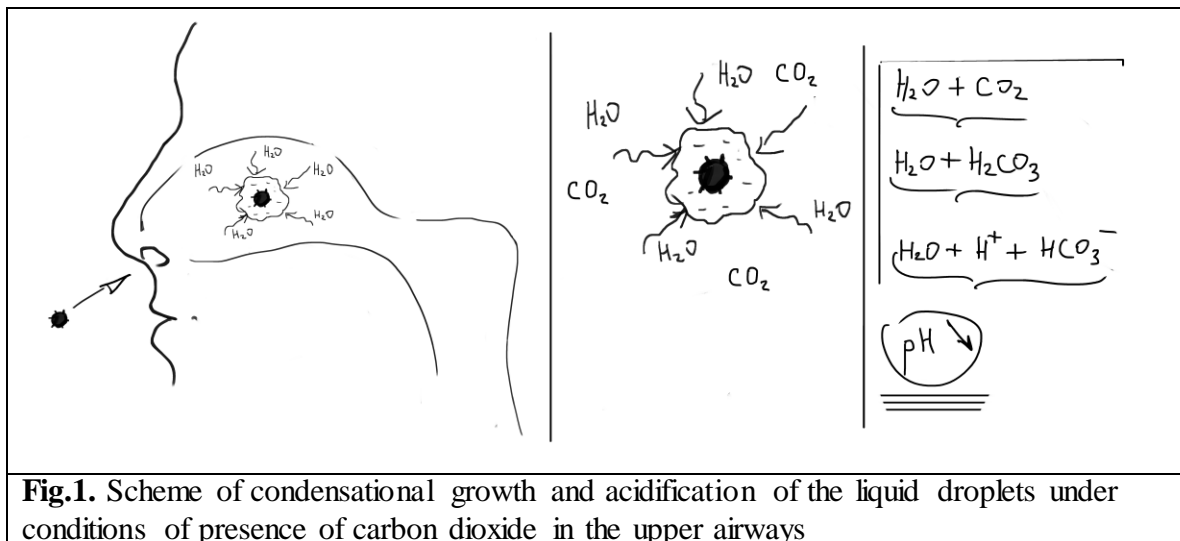 H₂O
H₂O
H₂O
H₂O
H₂O
H₂O CO₂
H₂O
CO₂
H₂O
H₂O
CO₂
H₂O + CO₂
H₂O + H₂CO₃
H₂O + H⁺ + HCO₃⁻
pH ↘
Fig.1. Scheme of condensational growth and acidification of the liquid droplets under
conditions of presence of carbon dioxide in the upper airways